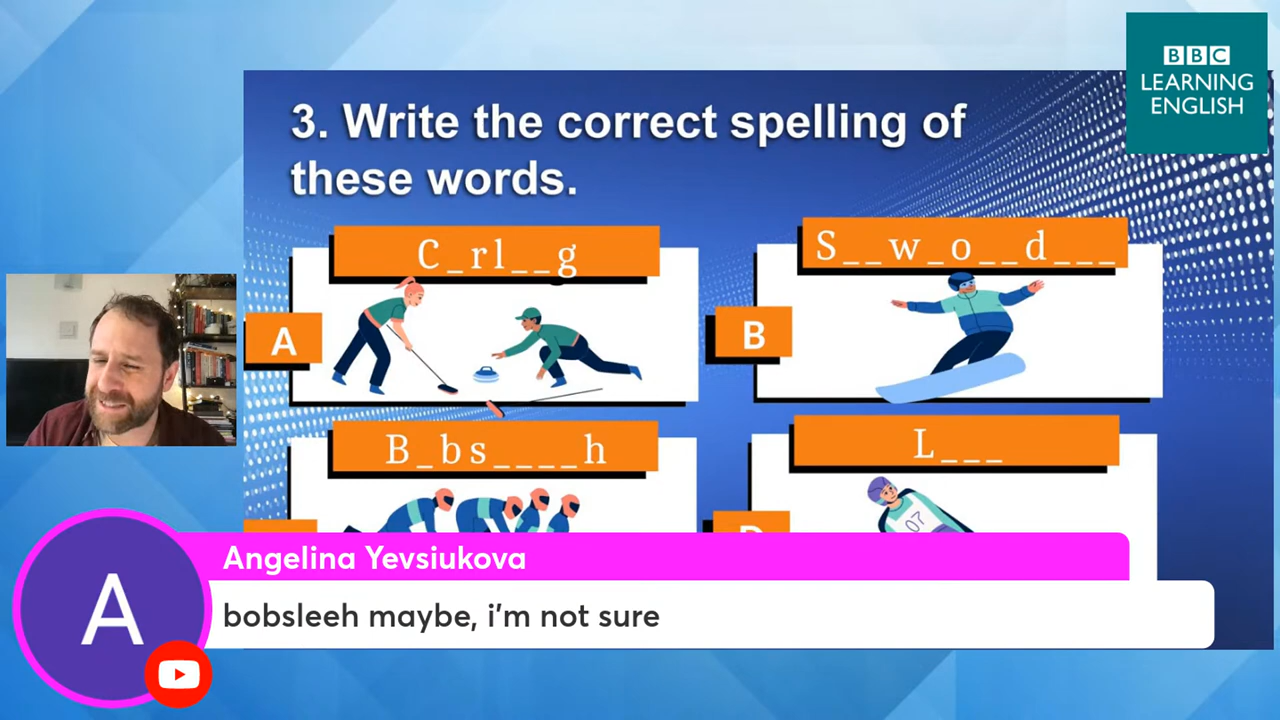 BBC
LEARNING
ENGLISH
3. Write the correct spelling of
these words.
C_rl__g
S__w_o__d___
A
B
B_bs____h
L___
07
Angelina Yevsiukova
A
bobsleeh maybe, i'm not sure